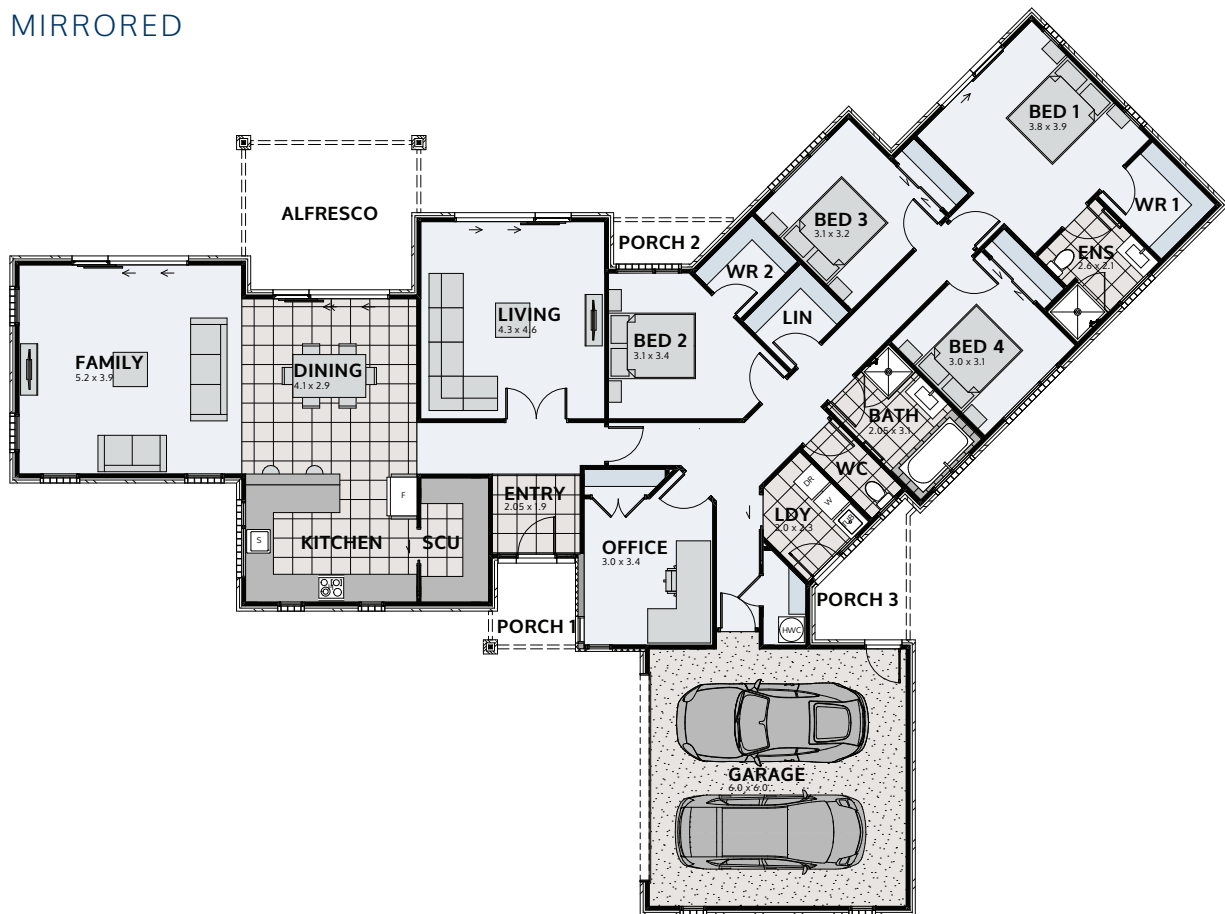 MIRRORED
BED 1
3.8 x 3.9
WR 1
ALFRESCO
BED 3
3.1 x 3.2
PORCH 2
ENS
2.6 x 2.1
WR 2
LIVING
4.3 x 4.6
LIN
BED 2
3.1 x 3.4
BED 4
3.0 x 3.1
FAMILY
5.2 x 3.9
DINING
4.1 x 2.9
BATH
2.05 x 3.1
WC
DR
W
LDY
2.0 x 2.3
F
ENTRY
2.05 x 1.9
S
KITCHEN
SCU
OFFICE
3.0 x 3.4
PORCH 3
PORCH 1
HWC
GARAGE
6.0 x 6.0